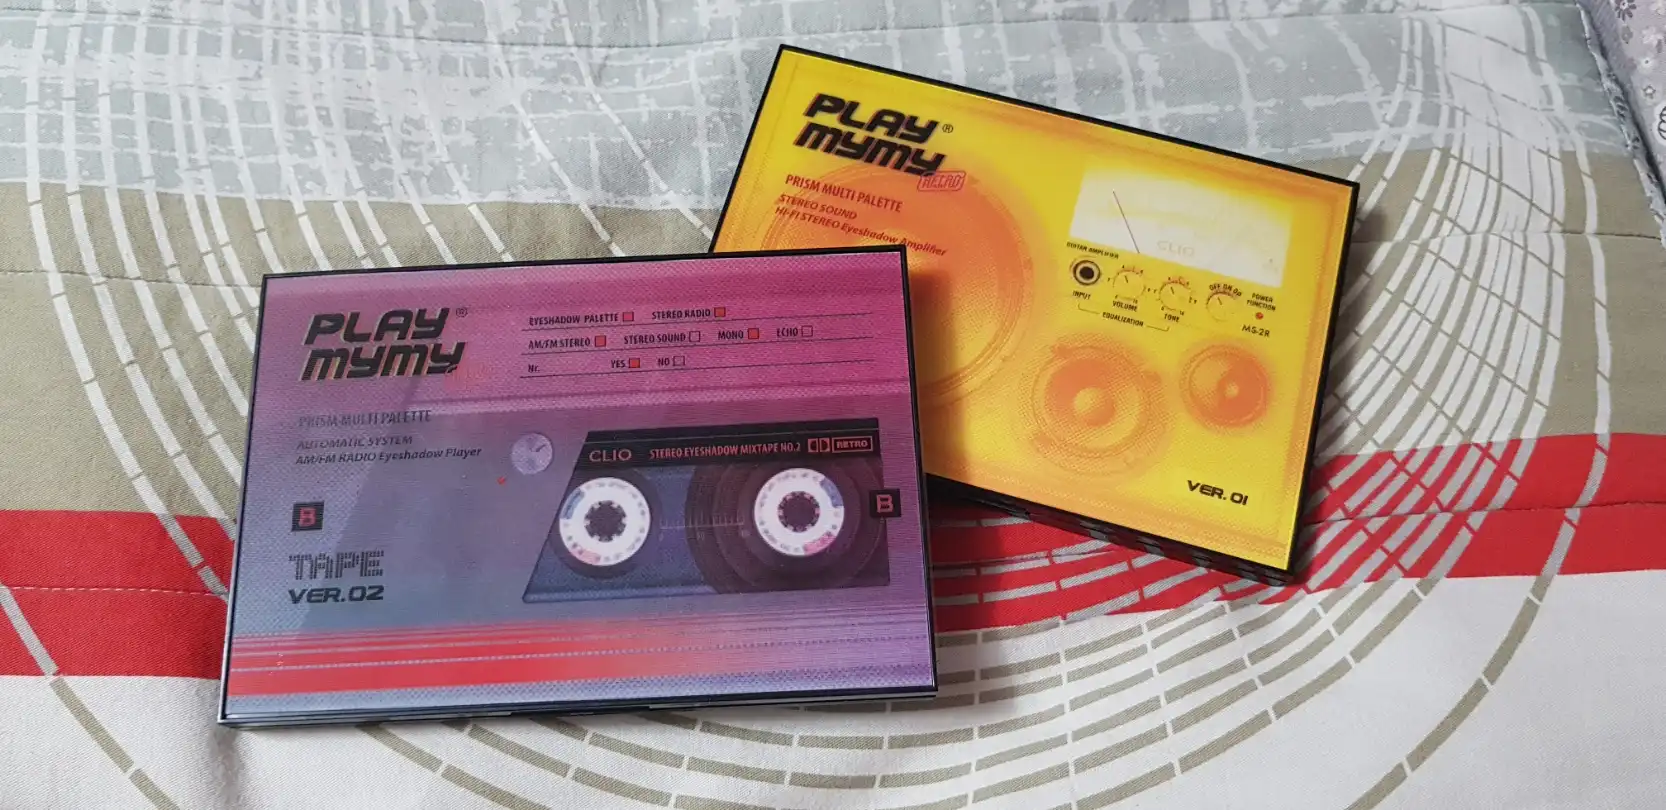 PLAY®
MYMY
EYESHADOW PALETTE STEREO RADIO
AM/FM STEREO STEREO SOUND MONO ECHO
Nr. YES NO
PRISM MULTI PALETTE
AUTOMATIC SYSTEM
AM/FM RADIO Eyeshadow Player
CLIO STEREO EYESHADOW MIXTAPE NO.2 RETRO
B
B
TAPE
VER.02
PLAY®
MYMY
RETRO
PRISM MULTI PALETTE
STEREO SOUND
HI-FI STEREO Eyeshadow Amplifier
CLIO
GUITAR AMPLIFIER
OFF ON
POWER
FUNCTION
INPUT VOLUME TONE
EQUALIZATION
MS-2R
VER. 01